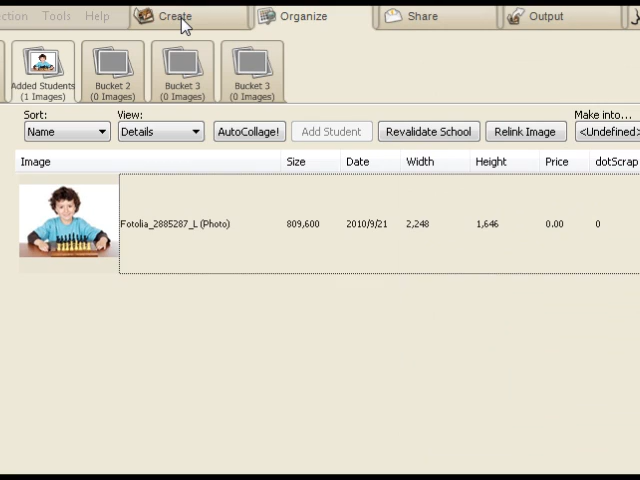 ection Tools Help Create Organize Share Output
Added Students Bucket 2 Bucket 3 Bucket 3
(1 Images) (0 Images) (0 Images) (0 Images)
Sort: View: Make into...
Name Details AutoCollage! Add Student Revalidate School Relink Image <Undefined>
Image Size Date Width Height Price dotScrap
Fotolia_2885287_L (Photo) 809,600 2010/9/21 2,248 1,646 0.00 0